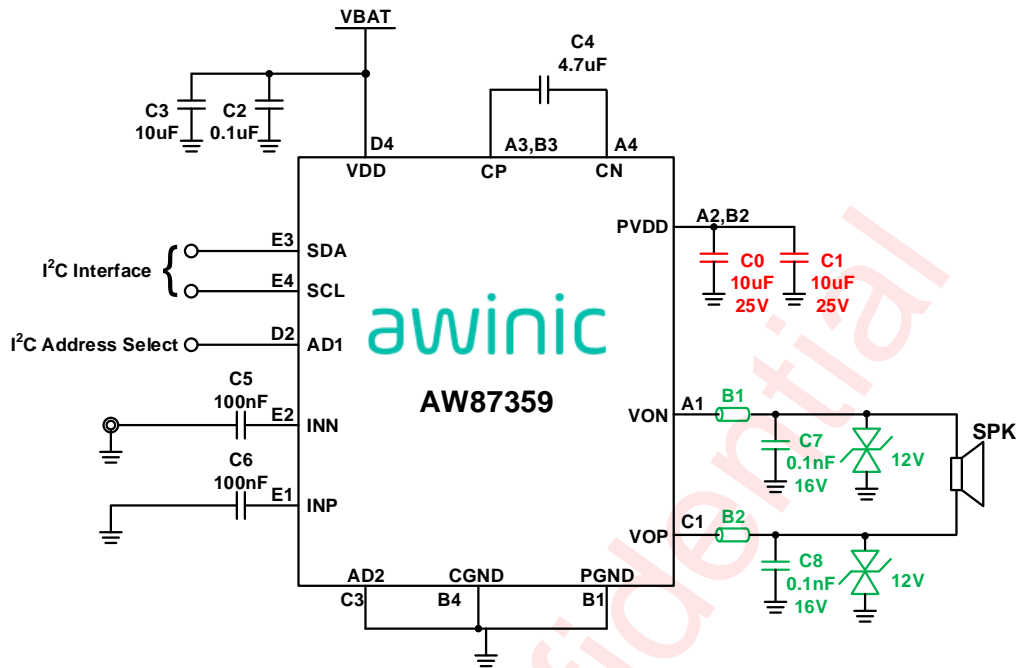 VBAT
C4
4.7uF
C3
10uF
C2
0.1uF
D4
A3,B3
A4
VDD
CP
CN
PVDD
A2,B2
C0
10uF
25V
C1
10uF
25V
I²C Interface {
E3
SDA
E4
SCL
I²C Address Select
D2
AD1
awinic
AW87359
C5
100nF
E2
INN
C6
100nF
E1
INP
VON
A1
B1
C7
0.1nF
16V
12V
SPK
VOP
C1
B2
C8
0.1nF
16V
12V
AD2
CGND
PGND
C3
B4
B1
nfidential